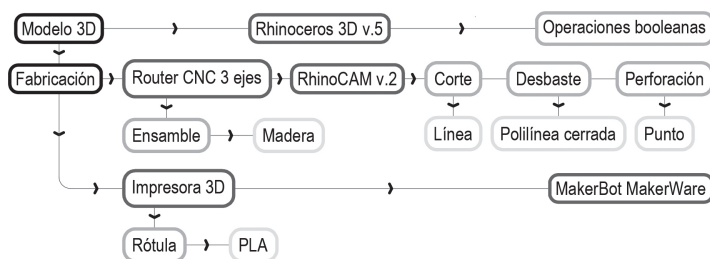 Modelo 3D
Rhinoceros 3D v.5
Operaciones booleanas
Fabricación
Router CNC 3 ejes
RhinoCAM v.2
Corte
Desbaste
Perforación
Ensamble
Madera
Línea
Polilínea cerrada
Punto
Impresora 3D
MakerBot MakerWare
Rótula
PLA